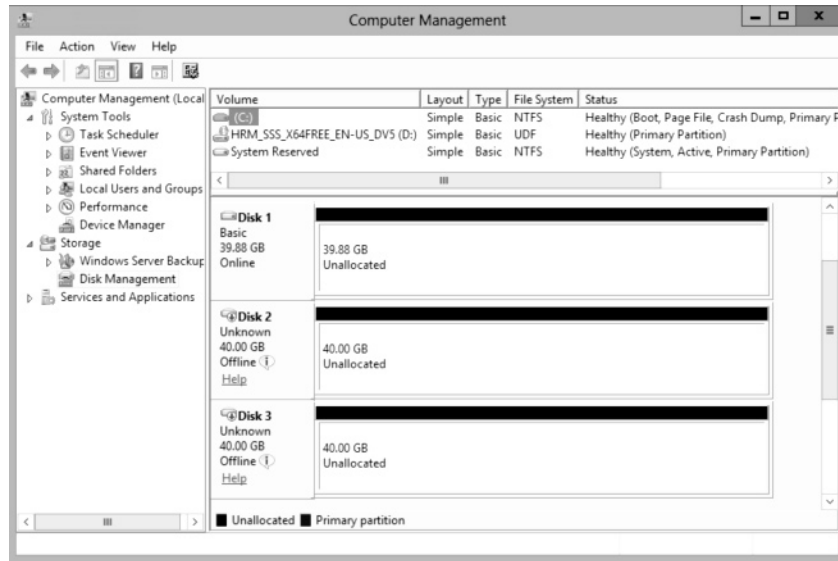 Computer Management
File Action View Help
Computer Management (Local
System Tools
Task Scheduler
Event Viewer
Shared Folders
Local Users and Groups
Performance
Device Manager
Storage
Windows Server Backup
Disk Management
Services and Applications
Volume Layout Type File System Status
(C:) Simple Basic NTFS Healthy (Boot, Page File, Crash Dump, Primary P
HRM_SSS_X64FREE_EN-US_DV5 (D:) Simple Basic UDF Healthy (Primary Partition)
System Reserved Simple Basic NTFS Healthy (System, Active, Primary Partition)
Disk 1
Basic
39.88 GB
Online
39.88 GB
Unallocated
Disk 2
Unknown
40.00 GB
Offline
Help
40.00 GB
Unallocated
Disk 3
Unknown
40.00 GB
Offline
Help
40.00 GB
Unallocated
Unallocated Primary partition